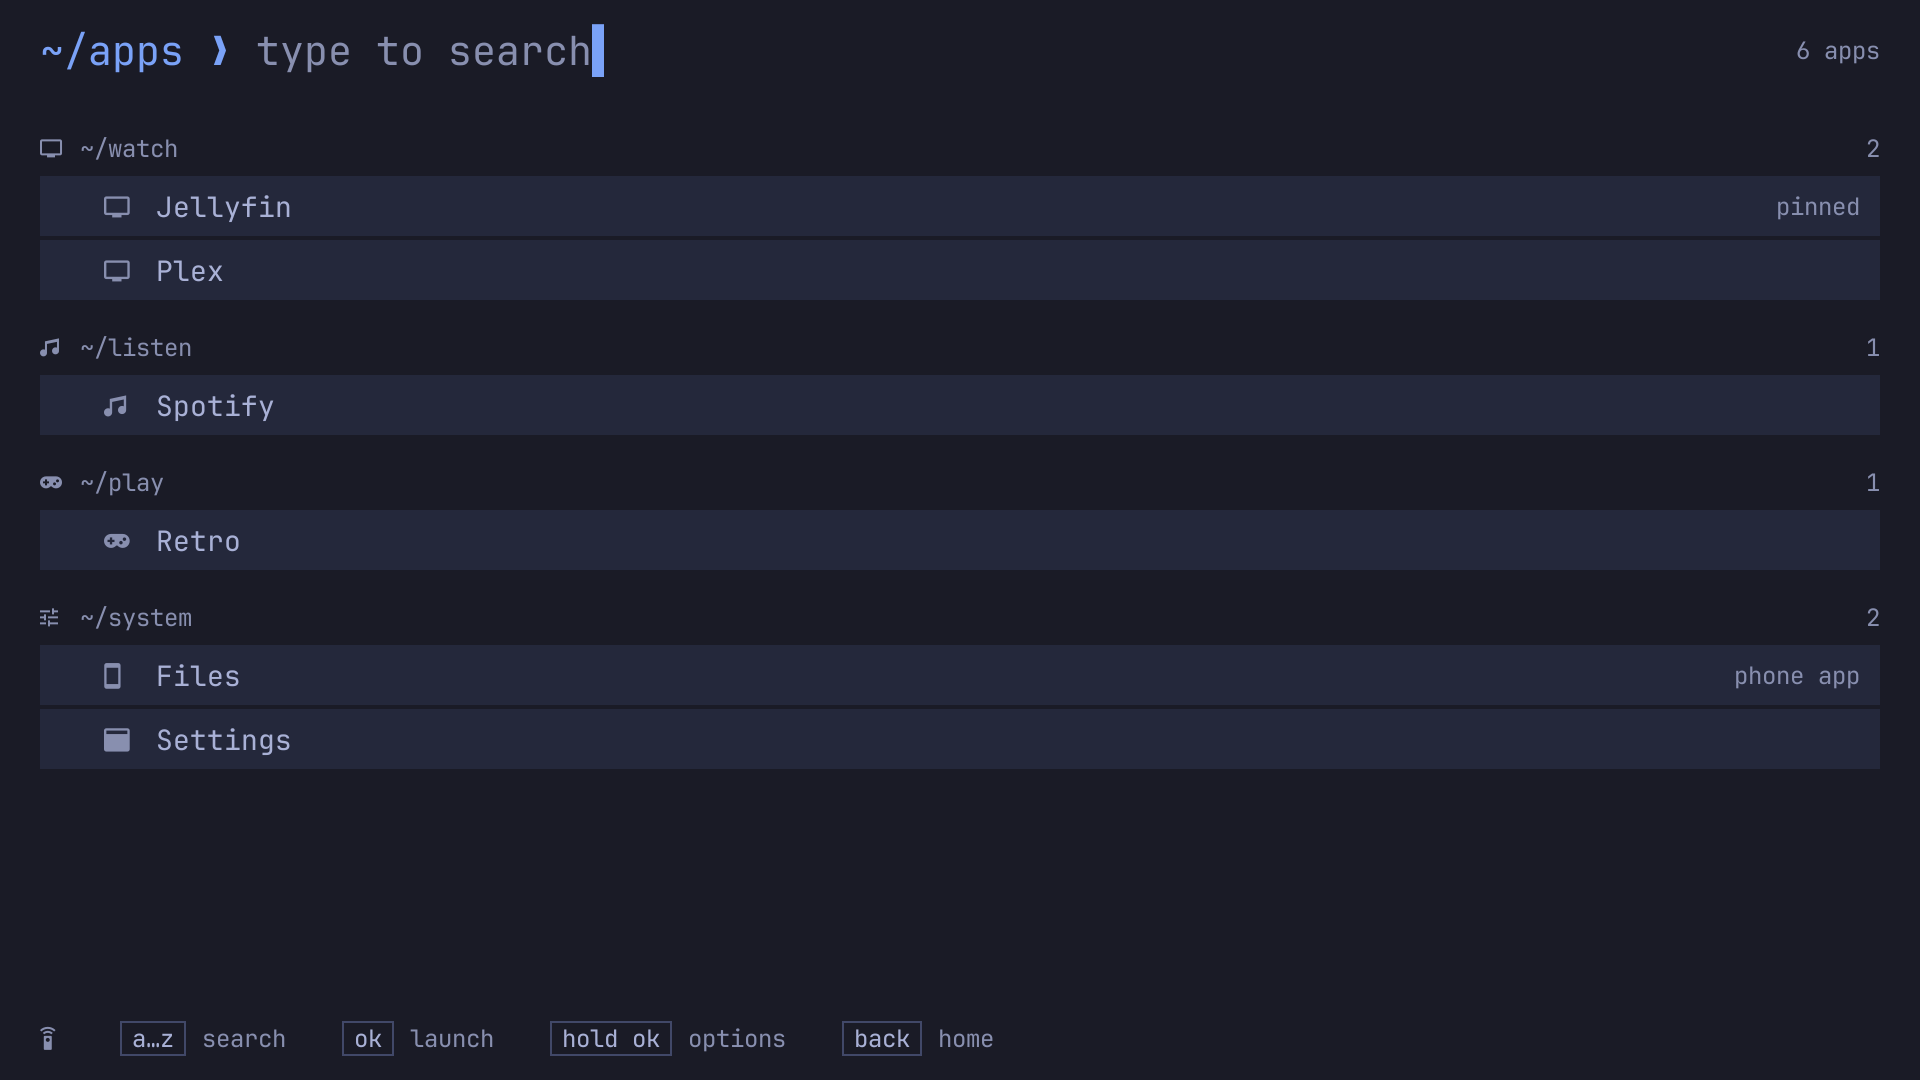 ~/apps ❯ type to search
6 apps
~/watch 2
Jellyfin pinned
Plex
~/listen 1
Spotify
~/play 1
Retro
~/system 2
Files phone app
Settings
a…z search ok launch hold ok options back home